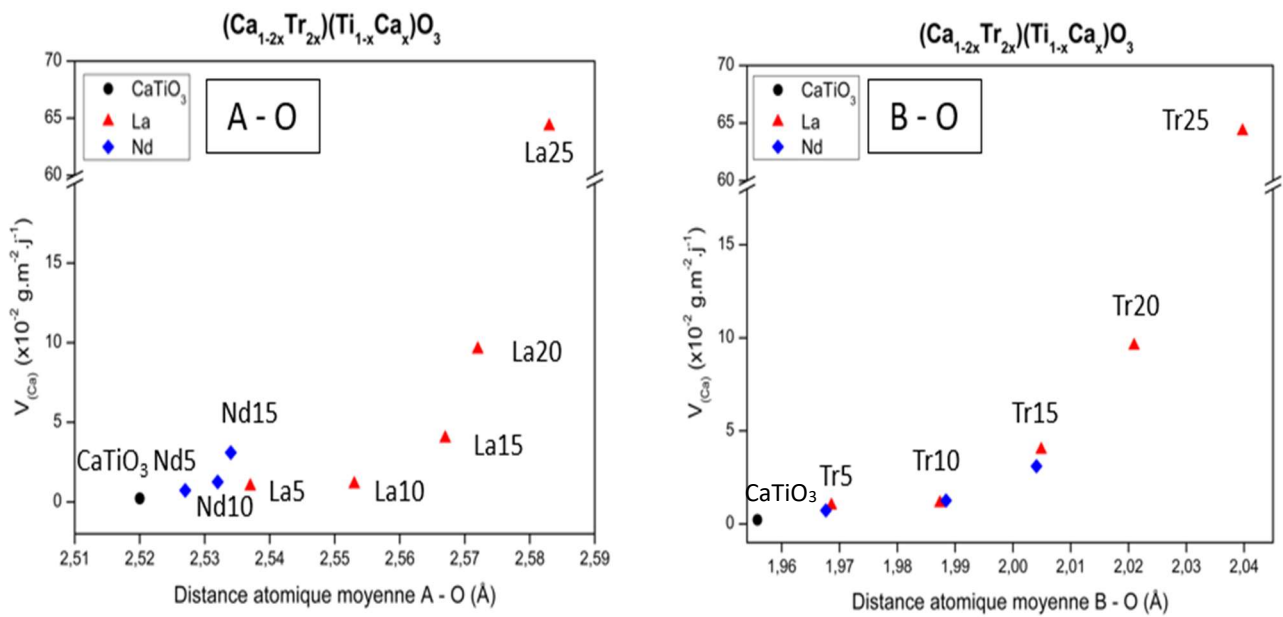 (Ca₁₋₂ₓTr₂ₓ)(Ti₁₋ₓCaₓ)O₃
70
65
60
15
10
5
0
V(Ca) (x10⁻² g.m⁻².j⁻¹)
CaTiO₃
La
Nd
A - O
La25
La20
Nd15
La15
CaTiO₃ Nd5
La5
La10
Nd10
2,51 2,52 2,53 2,54 2,55 2,56 2,57 2,58 2,59
Distance atomique moyenne A - O (Å)
(Ca₁₋₂ₓTr₂ₓ)(Ti₁₋ₓCaₓ)O₃
70
65
60
15
10
5
0
V(Ca) (x10⁻² g.m⁻².j⁻¹)
CaTiO₃
La
Nd
B - O
Tr25
Tr20
Tr15
Tr10
Tr5
CaTiO₃
1,96 1,97 1,98 1,99 2,00 2,01 2,02 2,03 2,04
Distance atomique moyenne B - O (Å)